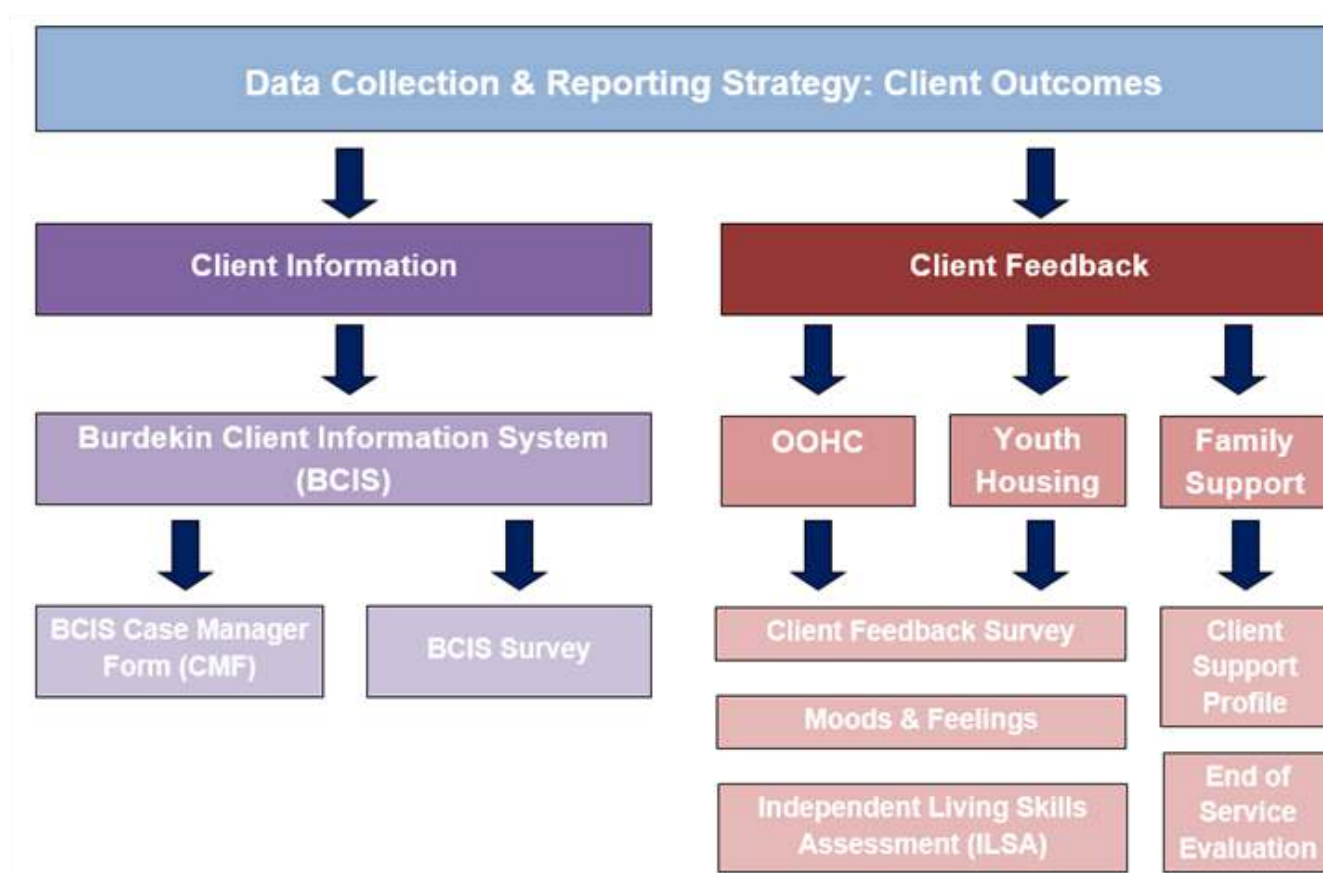 Data Collection & Reporting Strategy: Client Outcomes
Client Information
Client Feedback
Burdekin Client Information System
(BCIS)
OOHC
Youth
Housing
Family
Support
BCIS Case Manager
Form (CMF)
BCIS Survey
Client Feedback Survey
Moods & Feelings
Independent Living Skills
Assessment (ILSA)
Client
Support
Profile
End of
Service
Evaluation